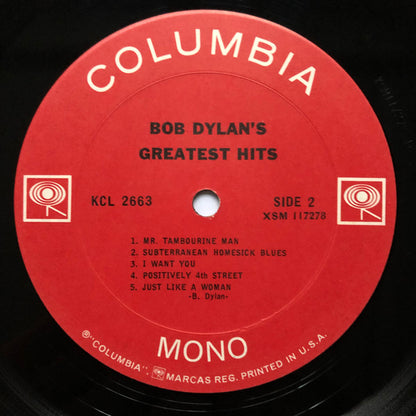 COLUMBIA
BOB DYLAN'S
GREATEST HITS
KCL 2663
SIDE 2
XSM 117278
1. MR. TAMBOURINE MAN
2. SUBTERRANEAN HOMESICK BLUES
3. I WANT YOU
4. POSITIVELY 4th STREET
5. JUST LIKE A WOMAN
-B. Dylan-
MONO
®"COLUMBIA", MARCAS REG. PRINTED IN U.S.A.